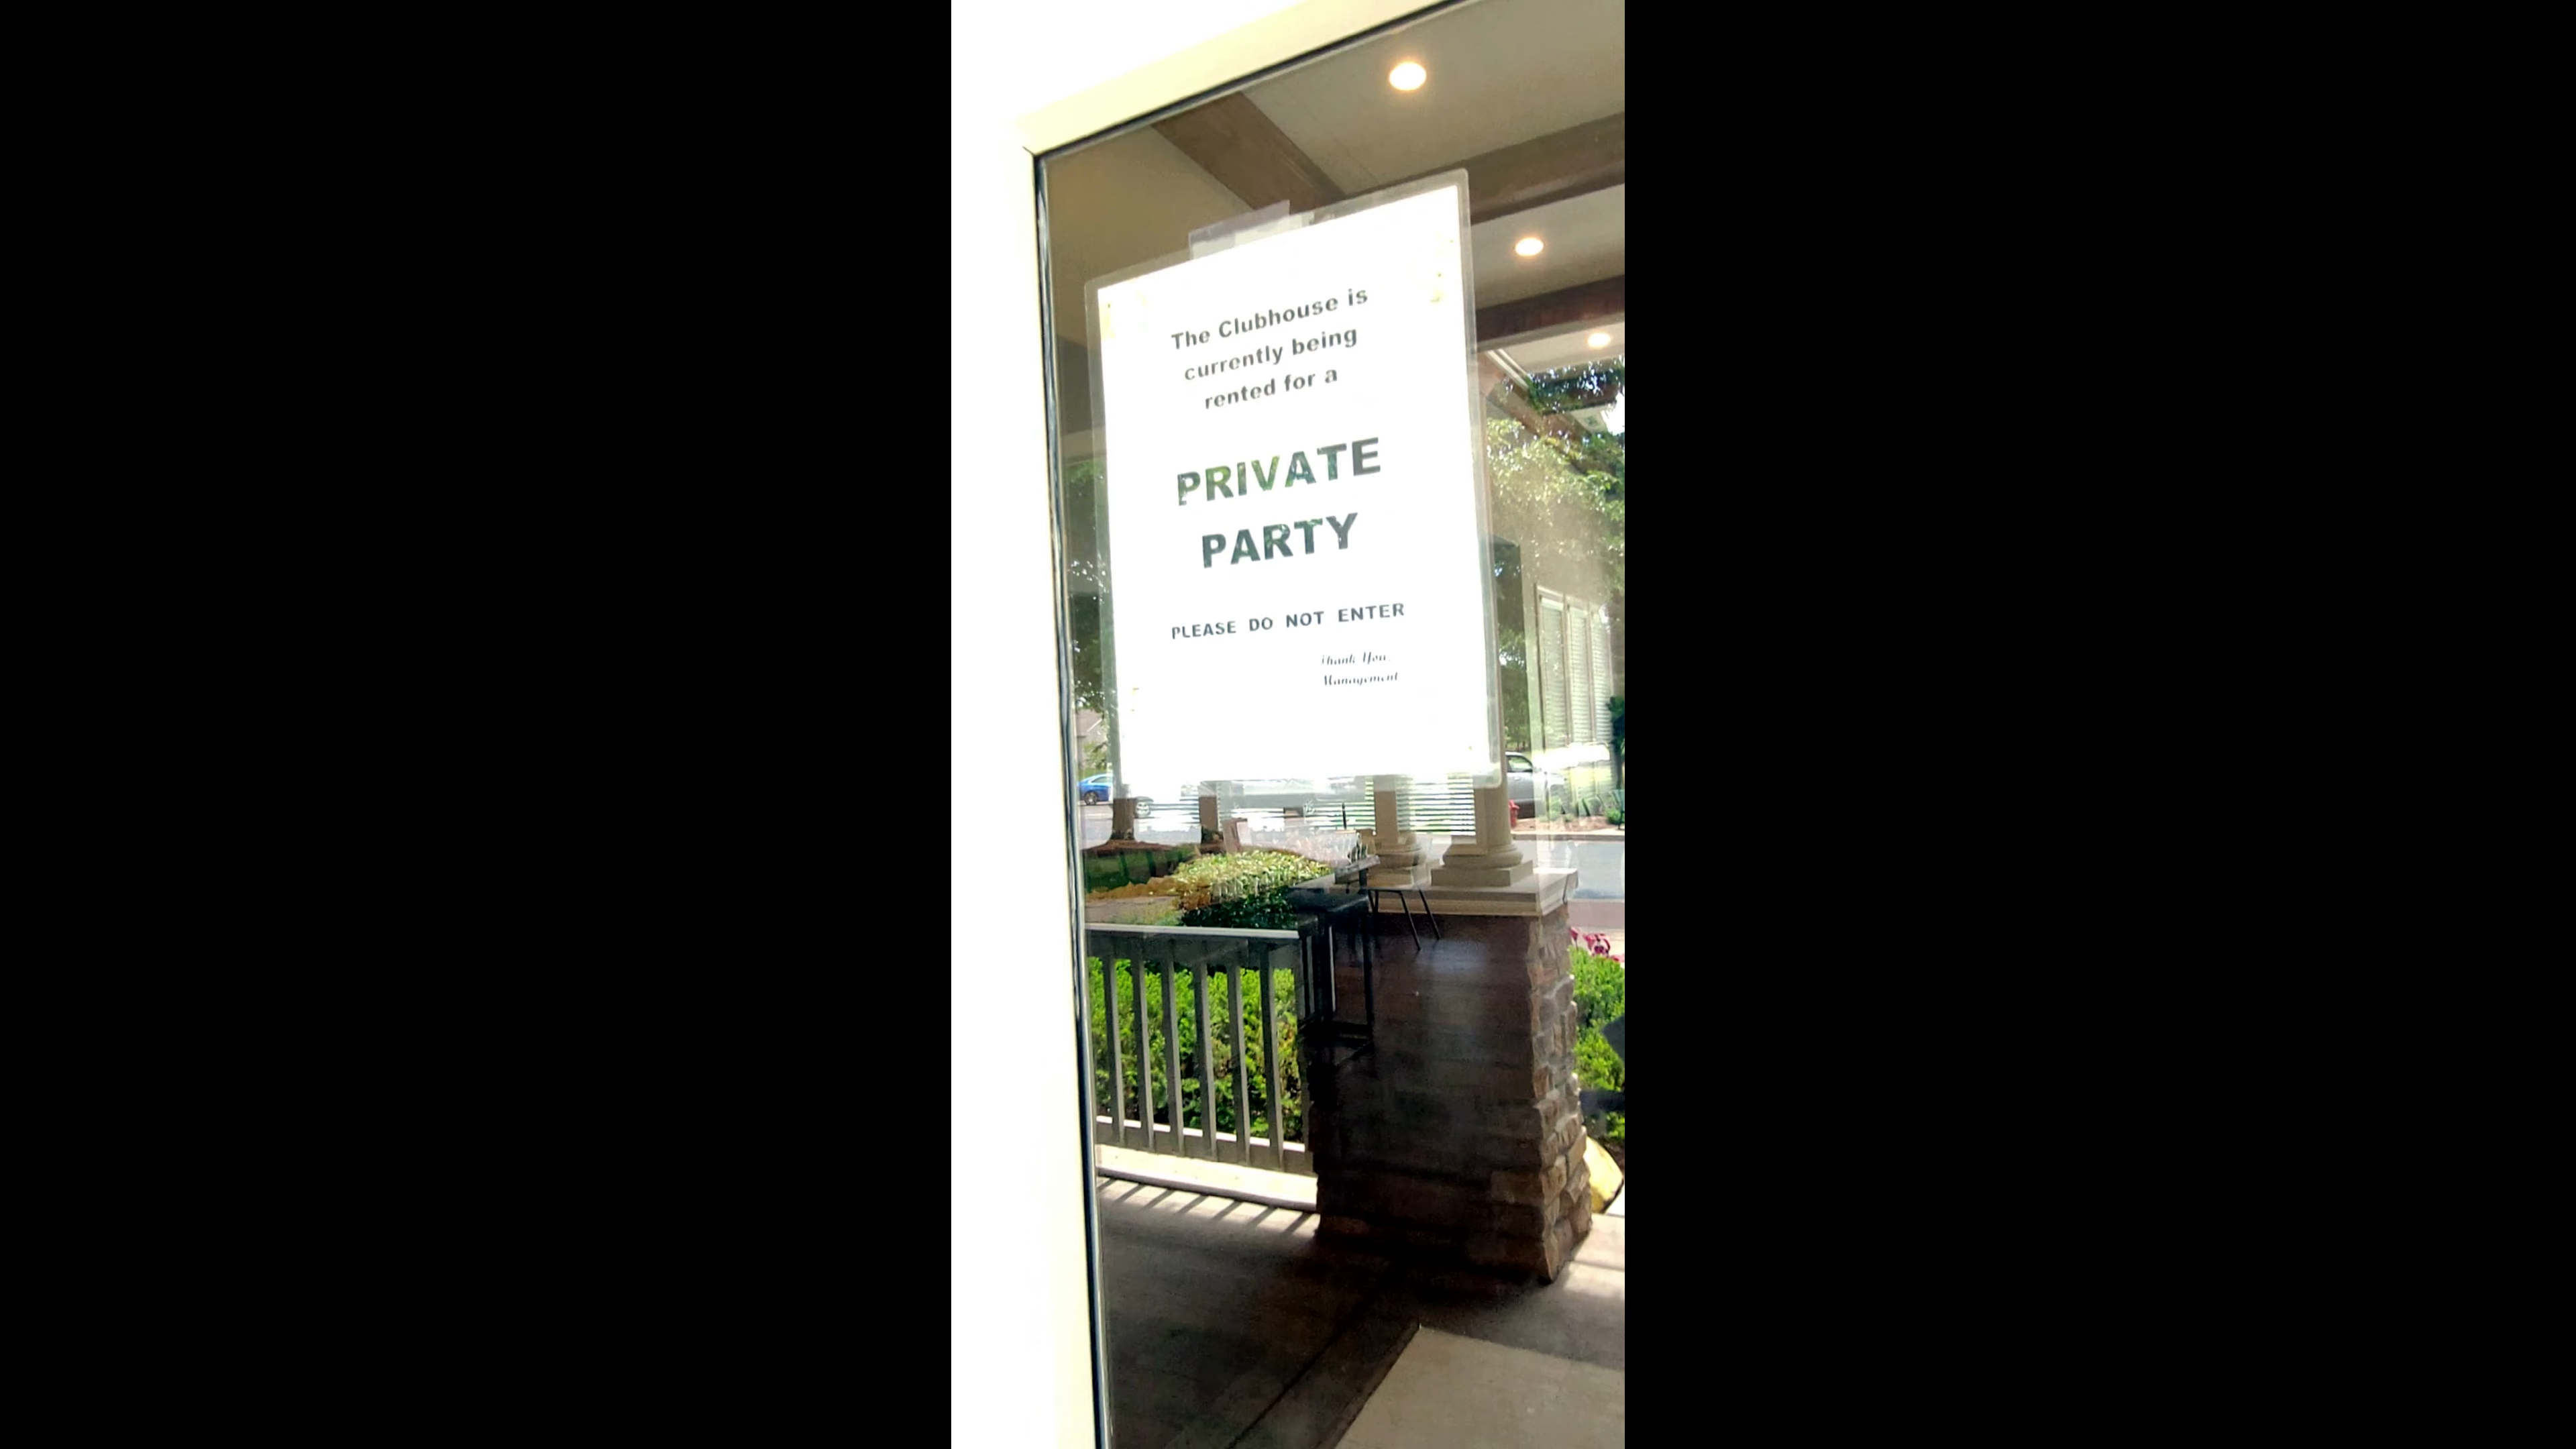 The Clubhouse is
currently being
rented for a
PRIVATE
PARTY
PLEASE DO NOT ENTER
Thank You,
Management